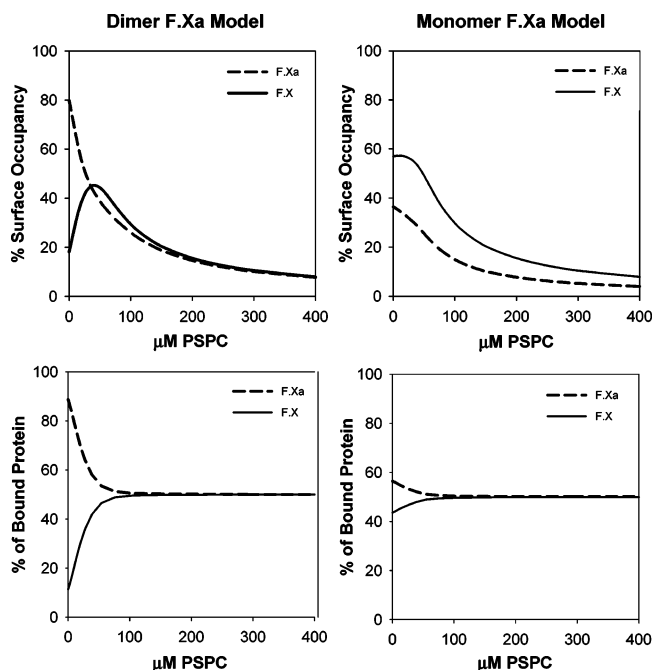 Dimer F.Xa Model
Monomer F.Xa Model
% Surface Occupancy
100
80
60
40
20
0
F.Xa
F.X
0 100 200 300 400
μM PSPC
% Surface Occupancy
100
80
60
40
20
0
F.Xa
F.X
0 100 200 300 400
μM PSPC
% of Bound Protein
100
80
60
40
20
0
F.Xa
F.X
0 100 200 300 400
μM PSPC
% of Bound Protein
100
80
60
40
20
0
F.Xa
F.X
0 100 200 300 400
μM PSPC